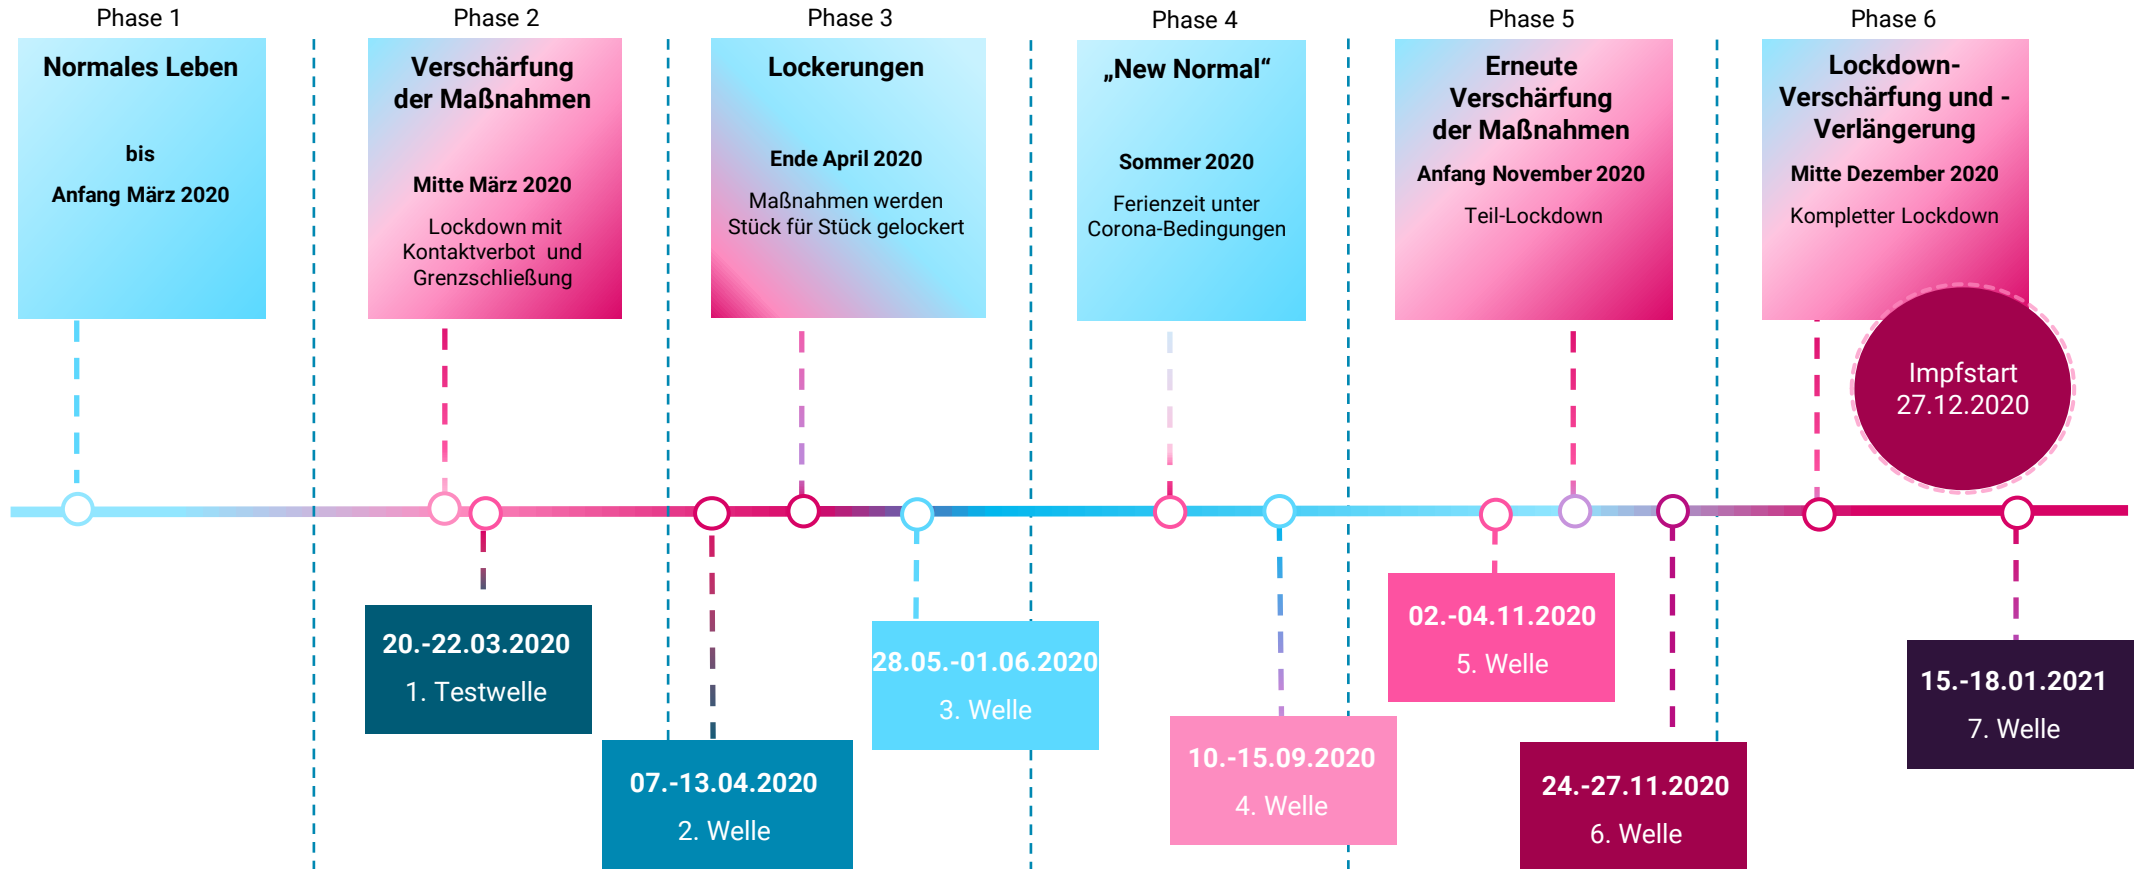 Phase 1
Normales Leben
bis
Anfang März 2020
Phase 2
Verschärfung
der Maßnahmen
Mitte März 2020
Lockdown mit
Kontaktverbot und
Grenzschließung
Phase 3
Lockerungen
Ende April 2020
Maßnahmen werden
Stück für Stück gelockert
Phase 4
„New Normal“
Sommer 2020
Ferienzeit unter
Corona-Bedingungen
Phase 5
Erneute
Verschärfung
der Maßnahmen
Anfang November 2020
Teil-Lockdown
Phase 6
Lockdown-
Verschärfung und -
Verlängerung
Mitte Dezember 2020
Kompletter Lockdown
Impfstart
27.12.2020
20.-22.03.2020
1. Testwelle
07.-13.04.2020
2. Welle
28.05.-01.06.2020
3. Welle
10.-15.09.2020
4. Welle
02.-04.11.2020
5. Welle
24.-27.11.2020
6. Welle
15.-18.01.2021
7. Welle